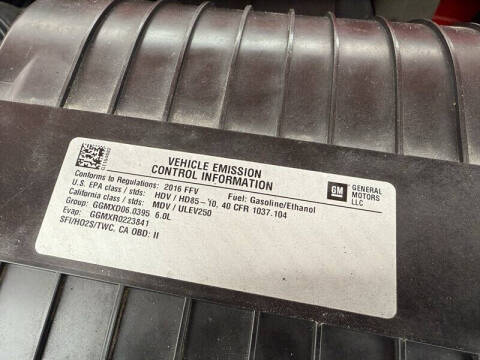 VEHICLE EMISSION
CONTROL INFORMATION
Conforms to Regulations: 2016 FFV Fuel: Gasoline/Ethanol
U.S. EPA class / stds: HDV / HD85-10, 40 CFR 1037.104
California class / stds: MDV / ULEV250
Group: GGMXD06.0395 6.0L
Evap: GGMXR0223841
SFI/HO2S/TWC, CA OBD: II
GM
GENERAL
MOTORS
LLC